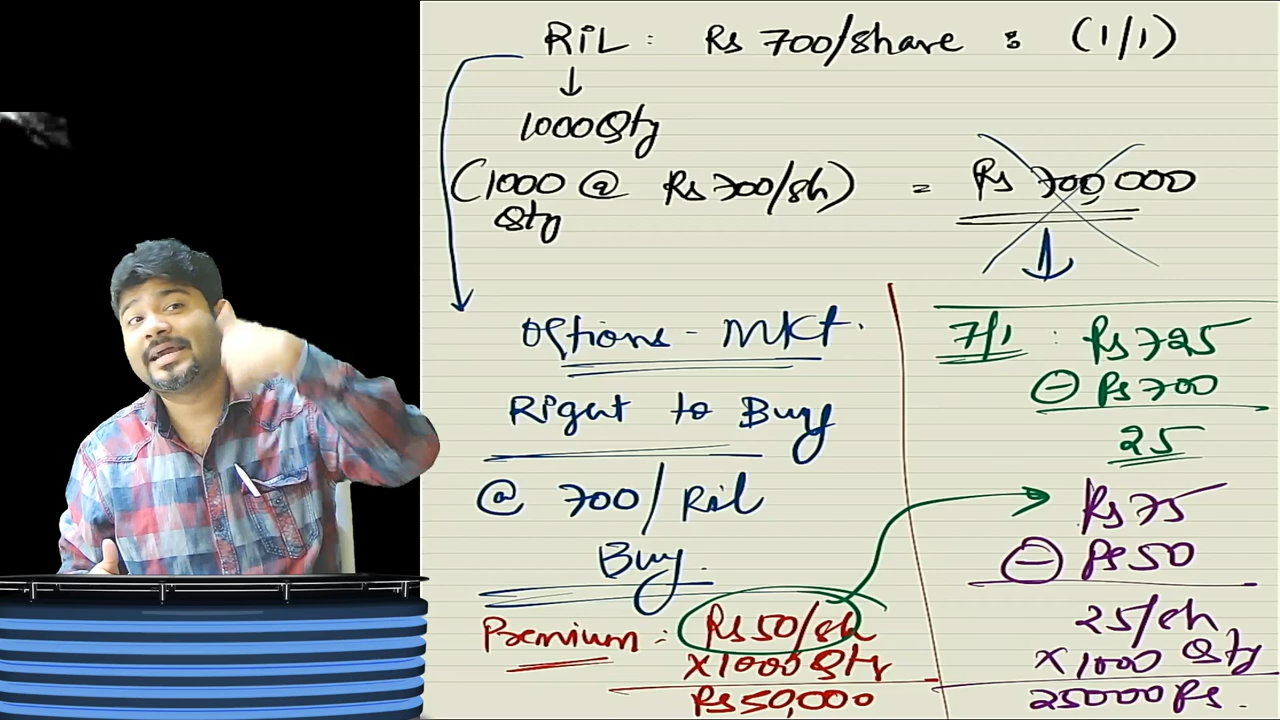 RIL : Rs 700/share : (1/1)
1000 Qty
(1000 @ Rs 700/sh) = Rs 700,000
Qty
Options - MKt.
Right to Buy
@ 700/Ril
Buy.
Premium : Rs 50/sh
x 1000 Qty
Rs 50,000
7/1 : Rs 725
- Rs 700
25
Rs 75
- Rs 50
25/sh
x 1000 Qty
25000 Rs.